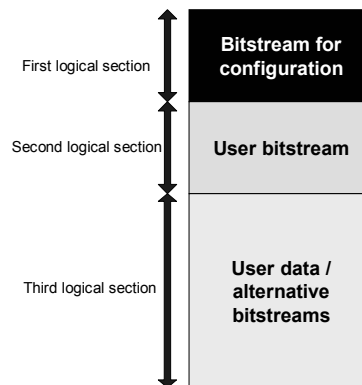 First logical section
Bitstream for
configuration
Second logical section
User bitstream
Third logical section
User data /
alternative
bitstreams